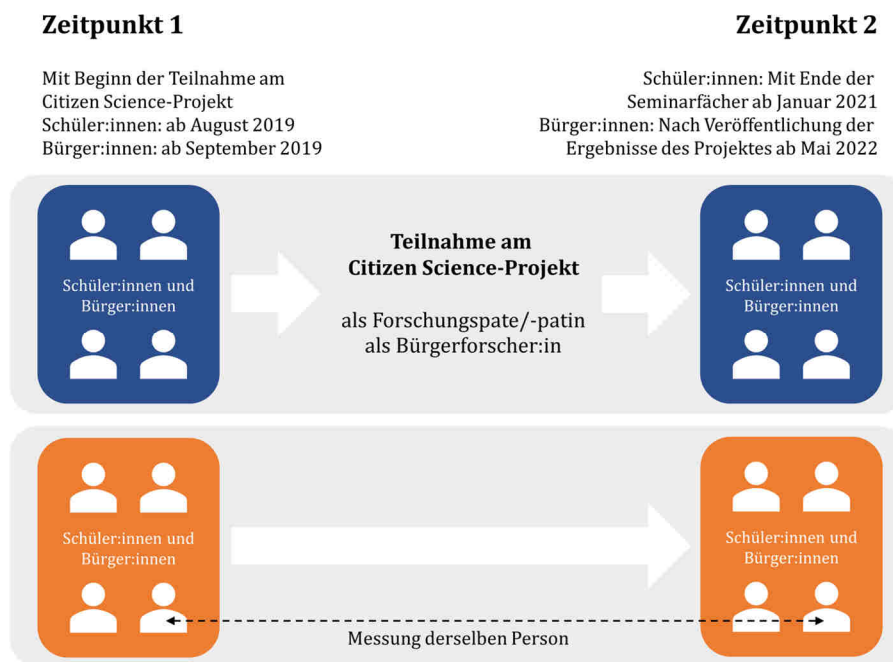 Zeitpunkt 1
Mit Beginn der Teilnahme am
Citizen Science-Projekt
Schüler:innen: ab August 2019
Bürger:innen: ab September 2019
Zeitpunkt 2
Schüler:innen: Mit Ende der
Seminarfächer ab Januar 2021
Bürger:innen: Nach Veröffentlichung der
Ergebnisse des Projektes ab Mai 2022
Schüler:innen und
Bürger:innen
Teilnahme am
Citizen Science-Projekt
als Forschungspate/-patin
als Bürgerforscher:in
Schüler:innen und
Bürger:innen
Schüler:innen und
Bürger:innen
Schüler:innen und
Bürger:innen
Messung derselben Person